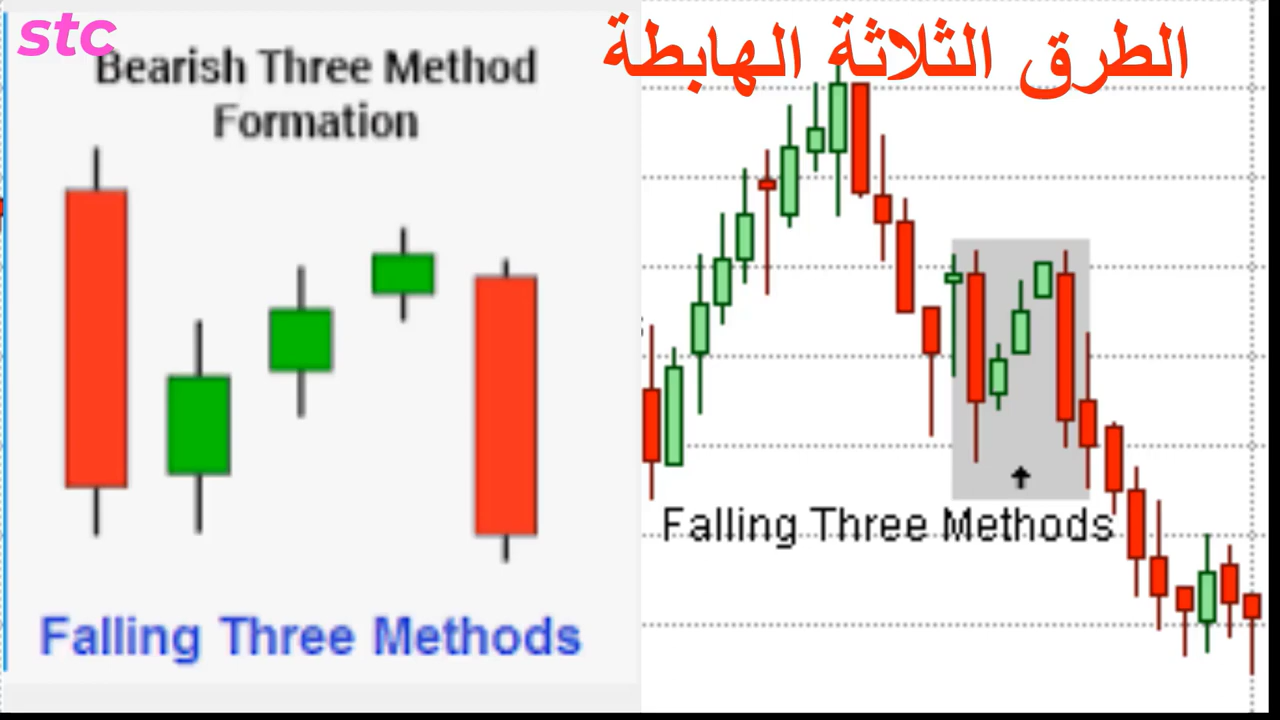 stc
الطرق الثلاثة الهابطة
Bearish Three Method
Formation
Falling Three Methods
Falling Three Methods